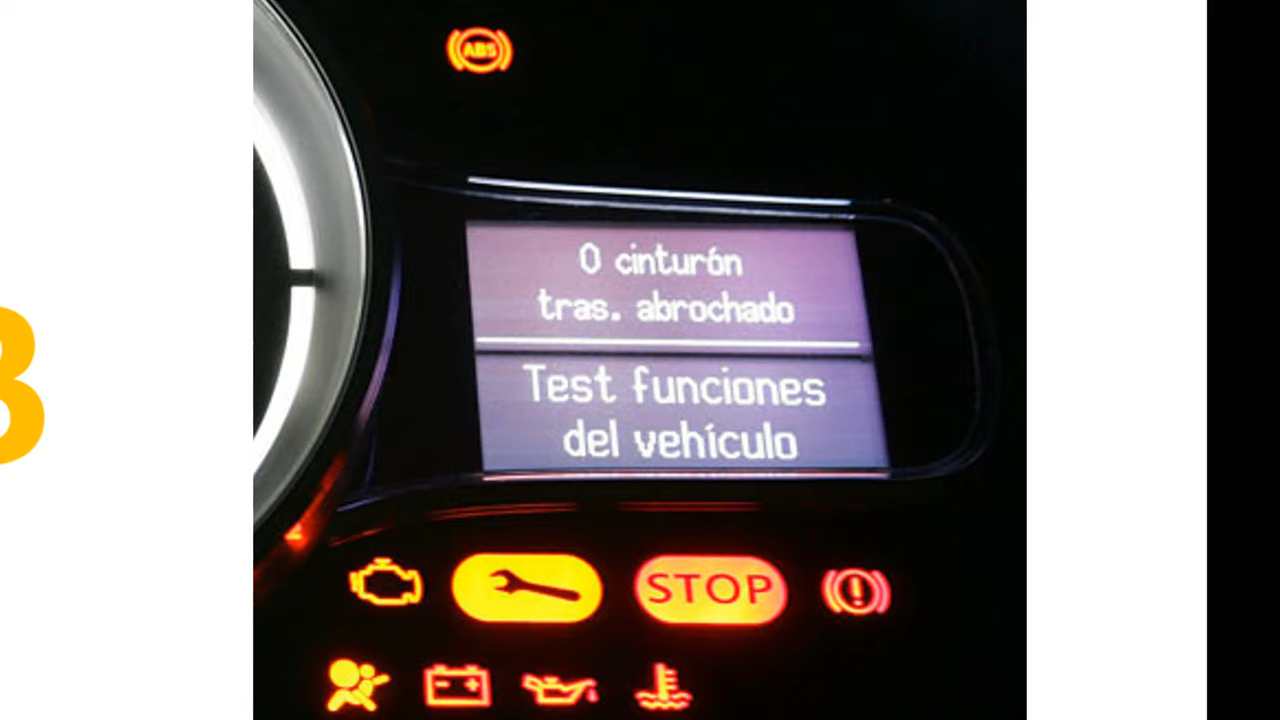 ABS
0 cinturón
tras. abrochado
Test funciones
del vehículo
STOP